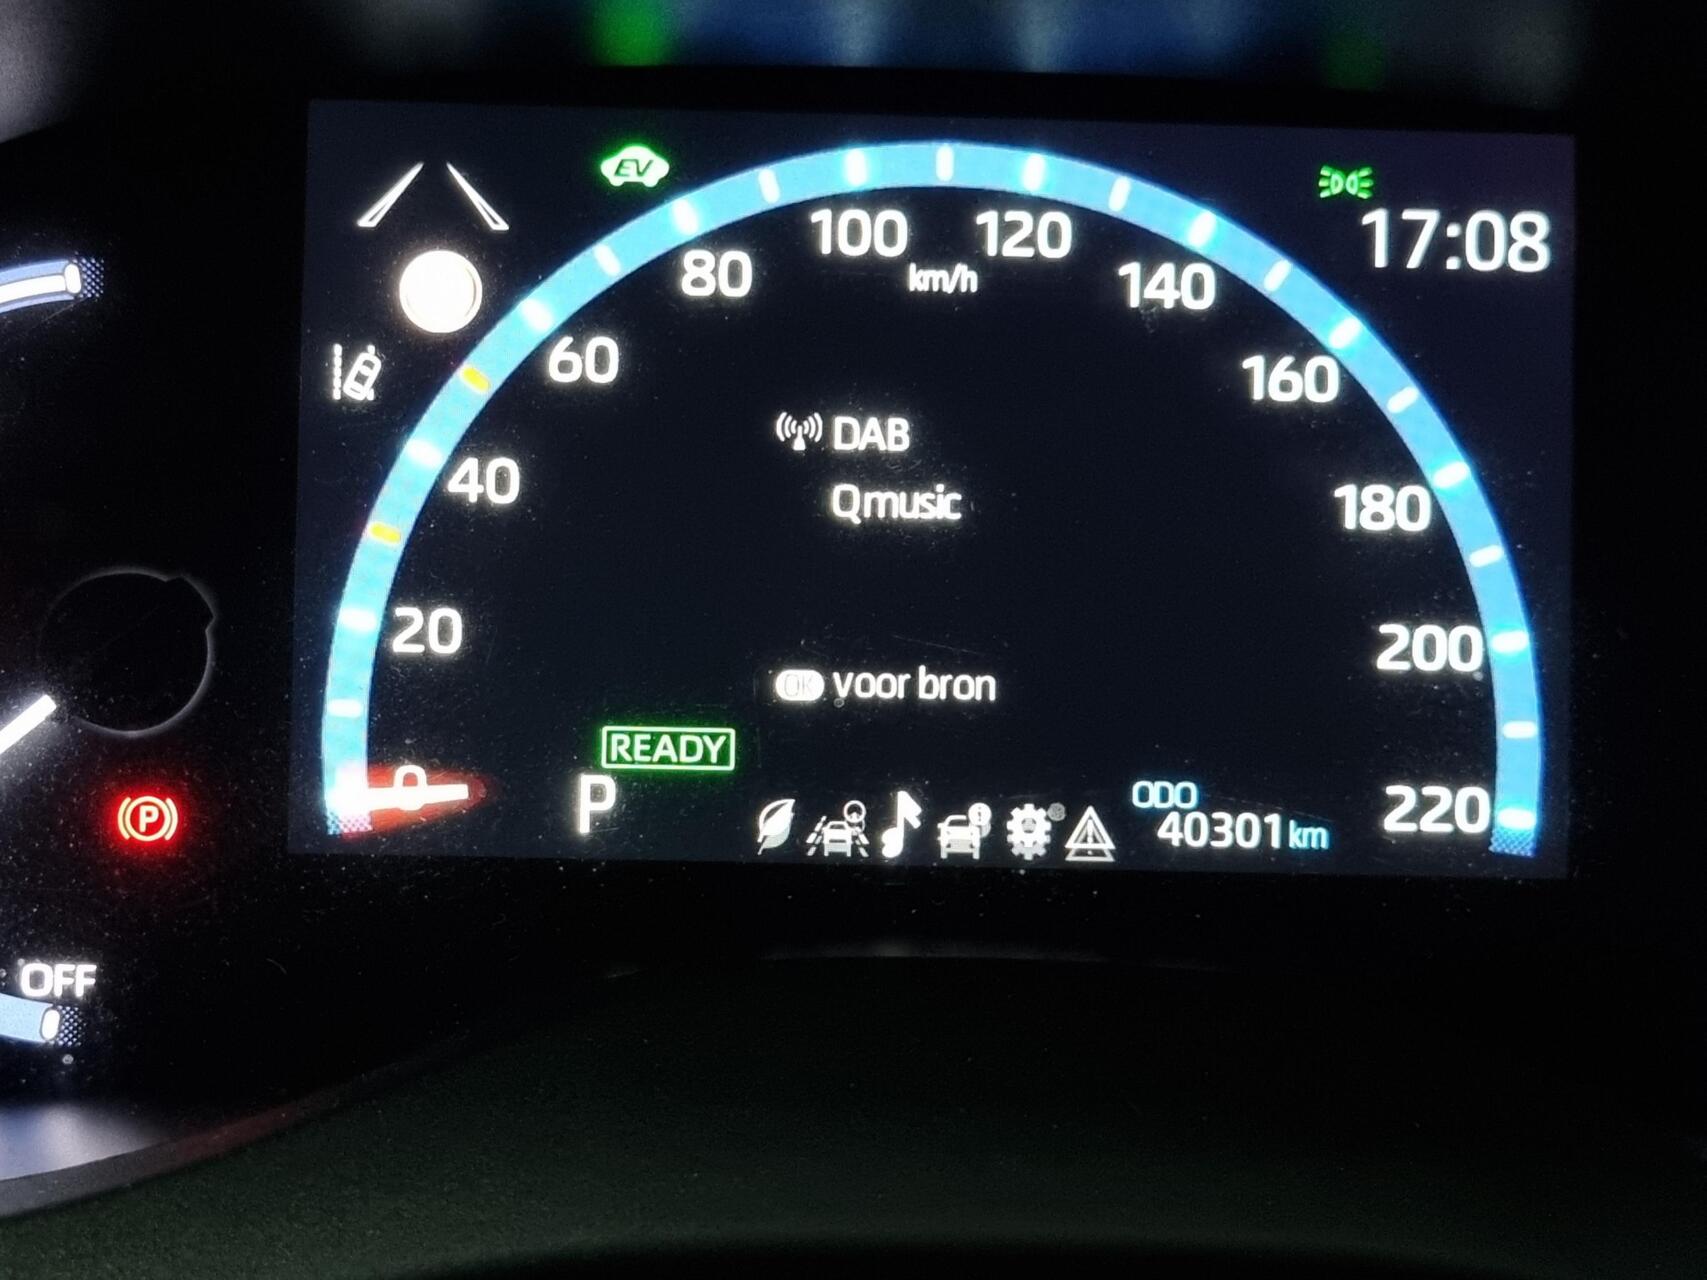 EV
17:08
100 120
km/h
80 140
60 160
DAB
40 180
Qmusic
20 200
OK voor bron
READY
0 P
220
ODO
40301 km
P
OFF